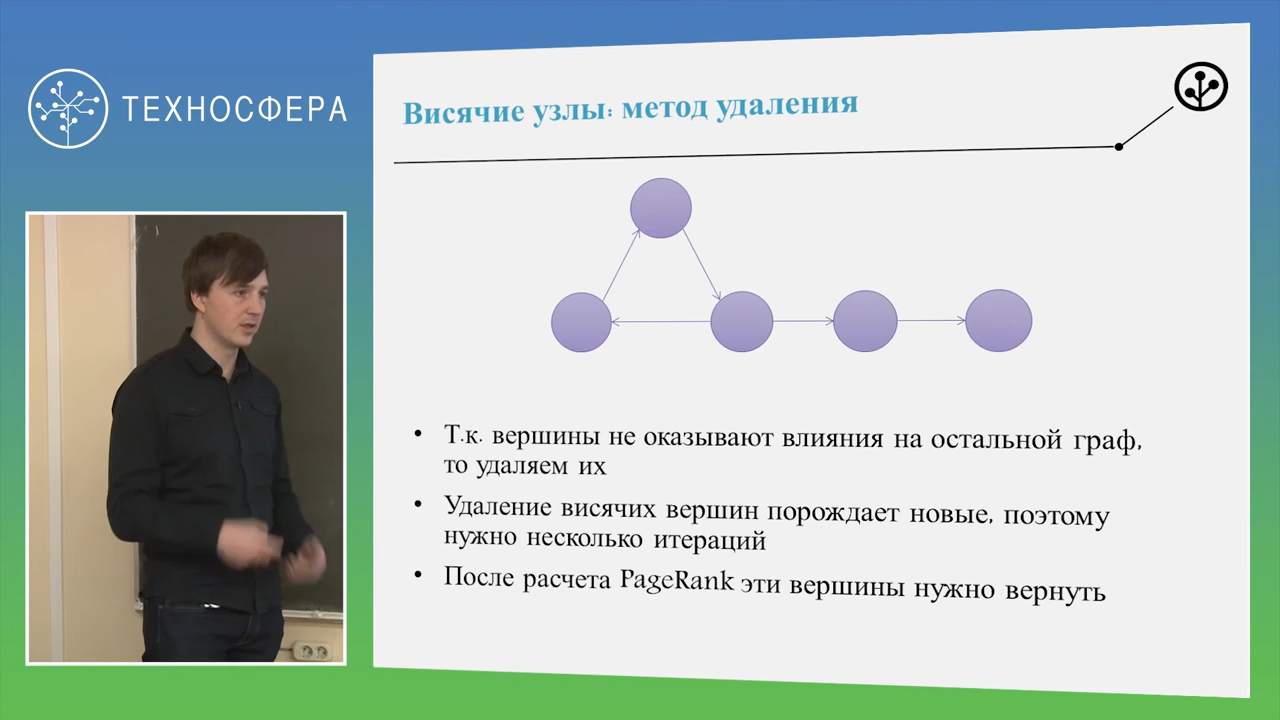 ТЕХНОСФЕРА
Висячие узлы: метод удаления
• Т.к. вершины не оказывают влияния на остальной граф,
то удаляем их
• Удаление висячих вершин порождает новые, поэтому
нужно несколько итераций
• После расчета PageRank эти вершины нужно вернуть